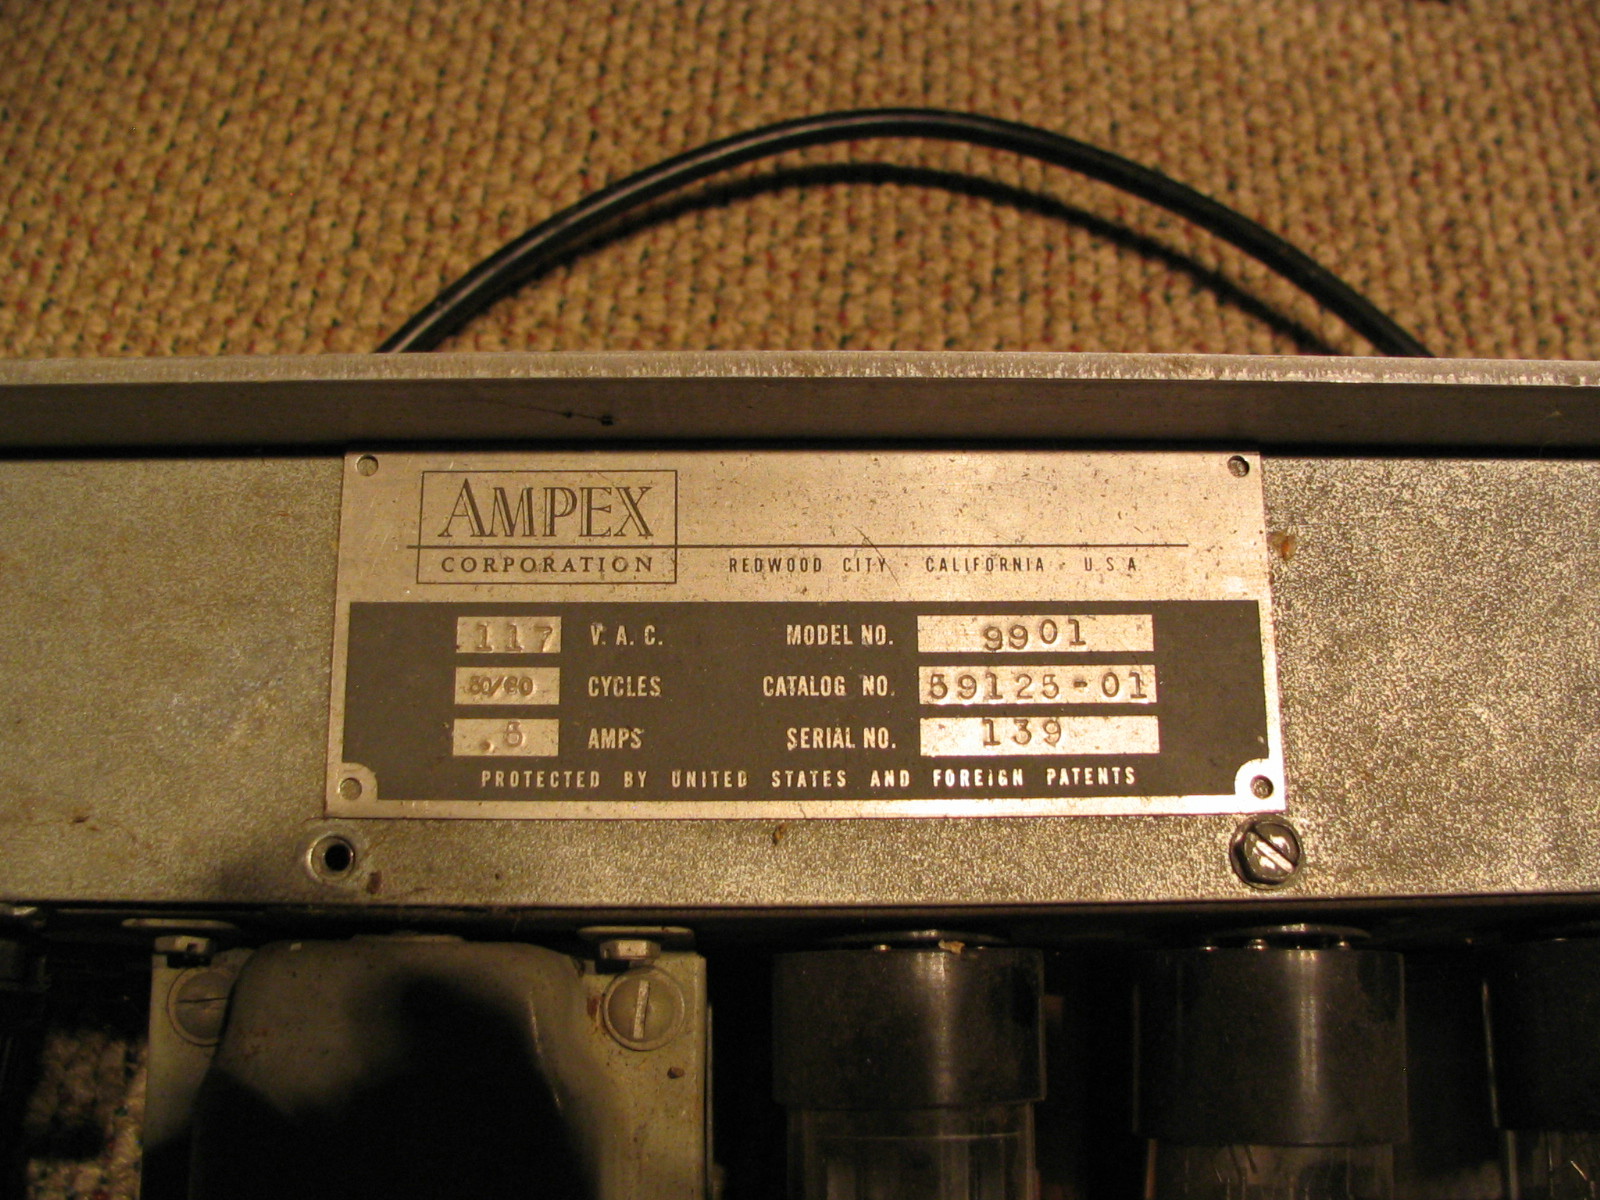 AMPEX
CORPORATION REDWOOD CITY · CALIFORNIA · U.S.A
117 V. A. C. MODEL NO. 9901
50/60 CYCLES CATALOG NO. 59125-01
.5 AMPS SERIAL NO. 139
PROTECTED BY UNITED STATES AND FOREIGN PATENTS